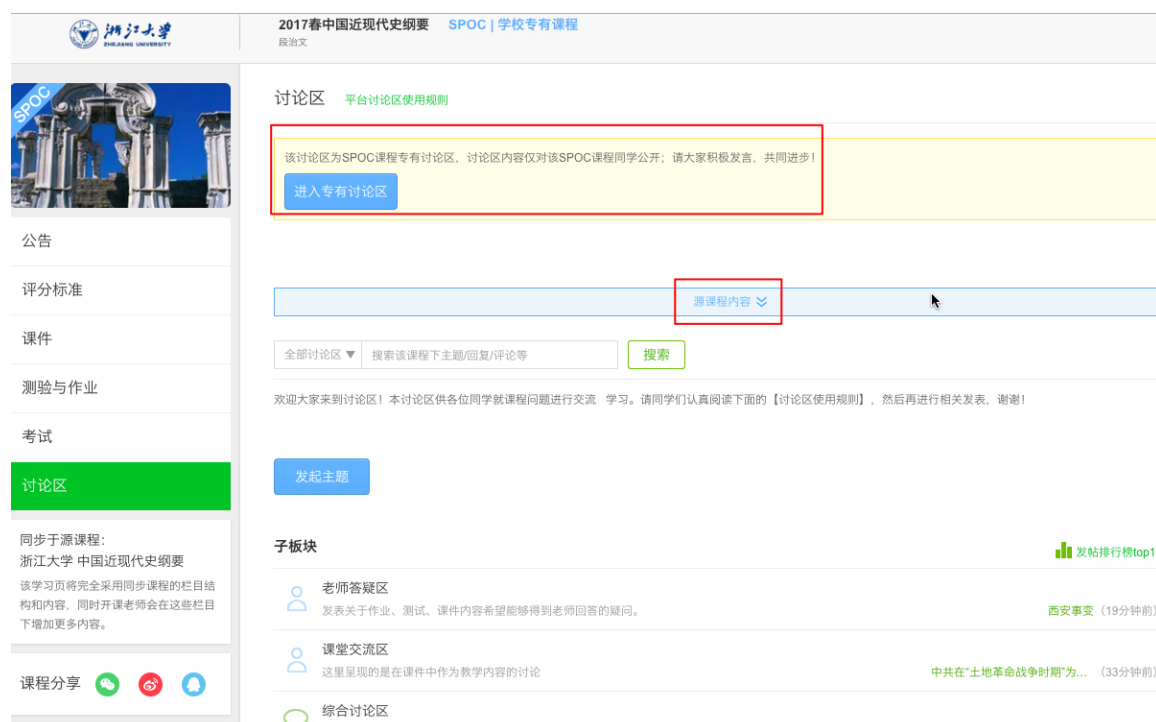 浙江大学
ZHEJIANG UNIVERSITY
2017春中国近现代史纲要 SPOC | 学校专有课程
段治文
SPOC
公告
评分标准
课件
测验与作业
考试
讨论区
同步于源课程：
浙江大学 中国近现代史纲要
该学习页将完全采用同步课程的栏目结
构和内容，同时开课老师会在这些栏目
下增加更多内容。
课程分享
讨论区 平台讨论区使用规则
该讨论区为SPOC课程专有讨论区，讨论区内容仅对该SPOC课程同学公开；请大家积极发言，共同进步！
进入专有讨论区
源课程内容
全部讨论区 搜索该课程下主题/回复/评论等 搜索
欢迎大家来到讨论区！本讨论区供各位同学就课程问题进行交流 学习。请同学们认真阅读下面的【讨论区使用规则】，然后再进行相关发表，谢谢！
发起主题
子板块 发帖排行榜top1
老师答疑区
发表关于作业、测试、课件内容希望能够得到老师回答的疑问。 西安事变（19分钟前）
课堂交流区
这里呈现的是在课件中作为教学内容的讨论 中共在“土地革命战争时期”为... （33分钟前）
综合讨论区